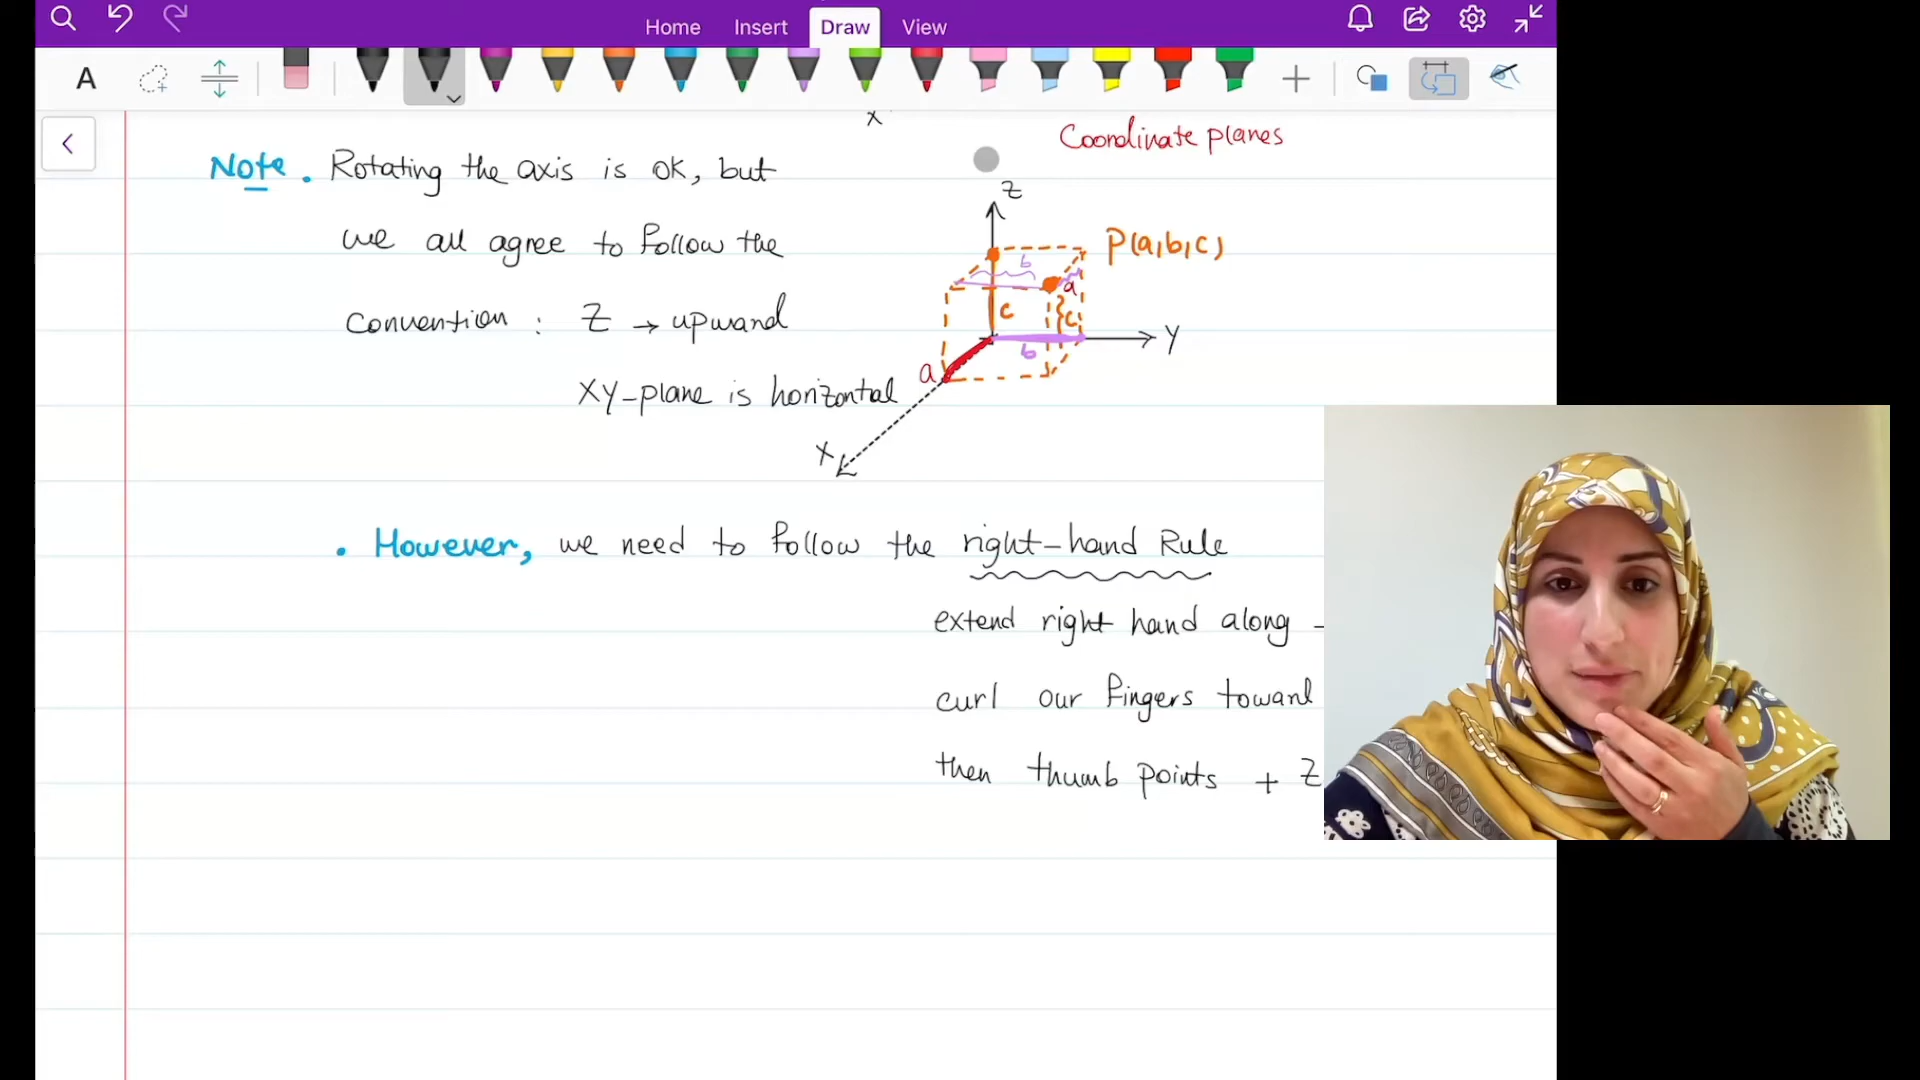 Home Insert Draw View
A
X
Coordinate planes
Note. Rotating the axis is ok, but
we all agree to follow the
Convention : Z → upward
XY-plane is horizontal
Z
P(a,b,c)
b
a
c
c
b
Y
a
X
. However, we need to follow the right-hand Rule
extend right hand along -
curl our fingers toward
then thumb points + Z